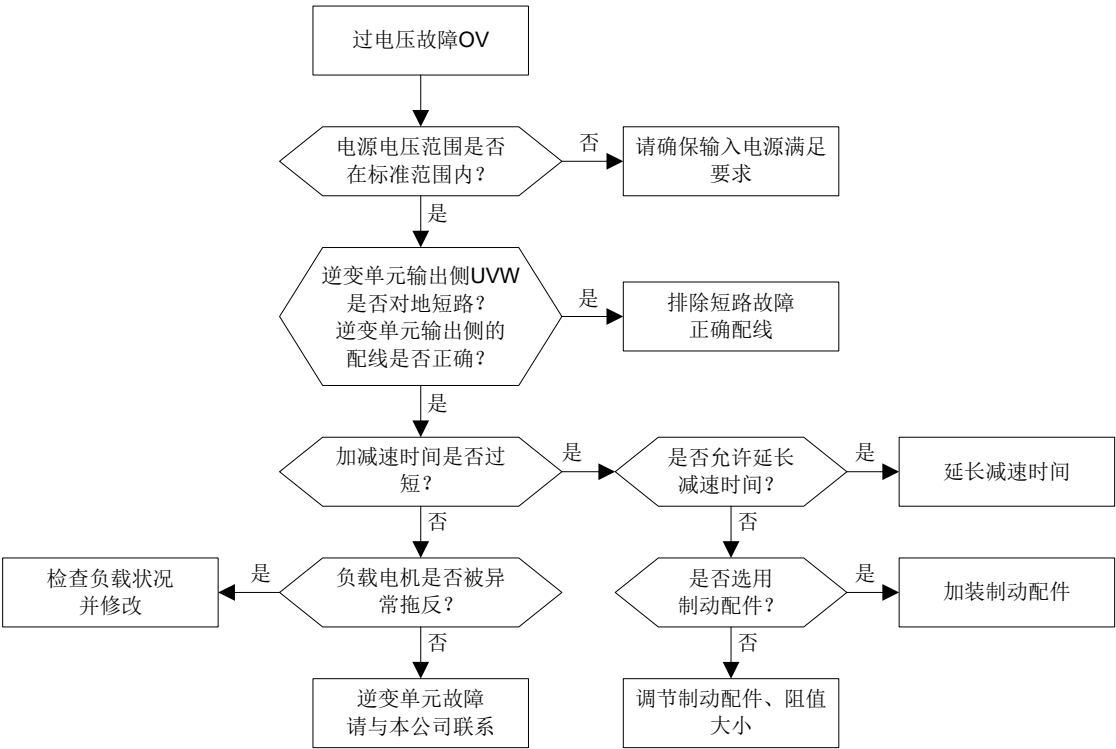 过电压故障OV
电源电压范围是否
在标准范围内？
否
请确保输入电源满足
要求
是
逆变单元输出侧UVW
是否对地短路？
逆变单元输出侧的
配线是否正确？
是
排除短路故障
正确配线
是
加减速时间是否过
短？
是
是否允许延长
减速时间？
是
延长减速时间
否
否
检查负载状况
并修改
是
负载电机是否被异
常拖反？
是否选用
制动配件？
是
加装制动配件
否
否
逆变单元故障
请与本公司联系
调节制动配件、阻值
大小